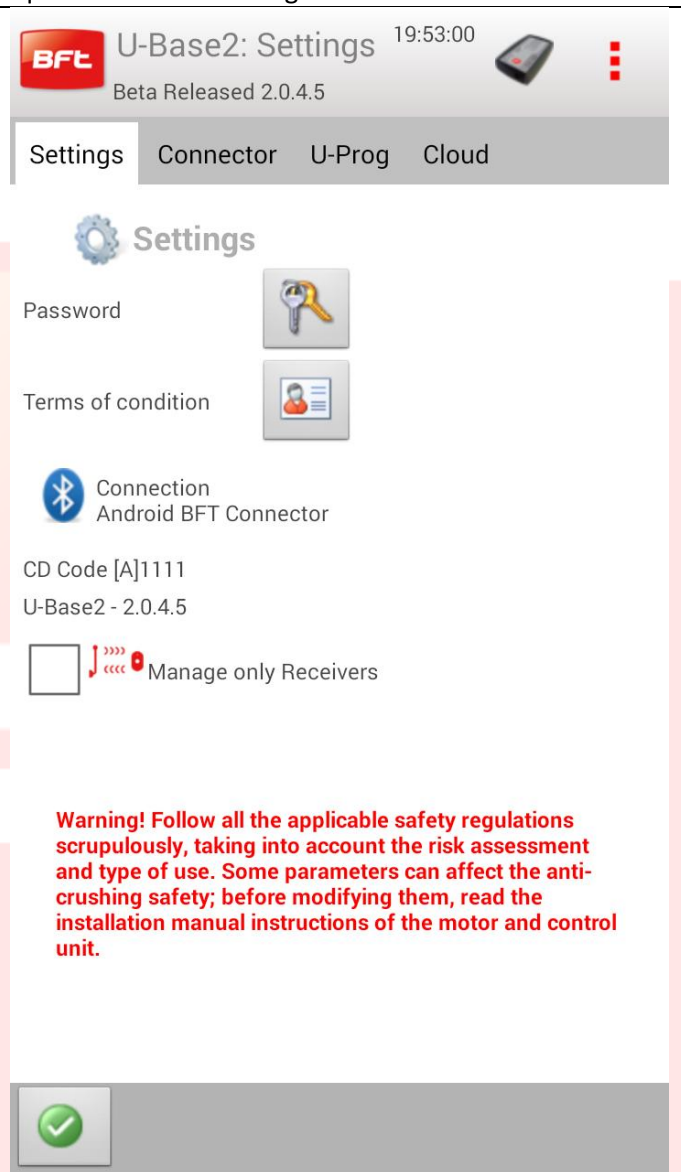 BFt
U-Base2: Settings
19:53:00
Beta Released 2.0.4.5
Settings Connector U-Prog Cloud
Settings
Password
Terms of condition
Connection
Android BFT Connector
CD Code [A]1111
U-Base2 - 2.0.4.5
Manage only Receivers
Warning! Follow all the applicable safety regulations
scrupulously, taking into account the risk assessment
and type of use. Some parameters can affect the anti-
crushing safety; before modifying them, read the
installation manual instructions of the motor and control
unit.